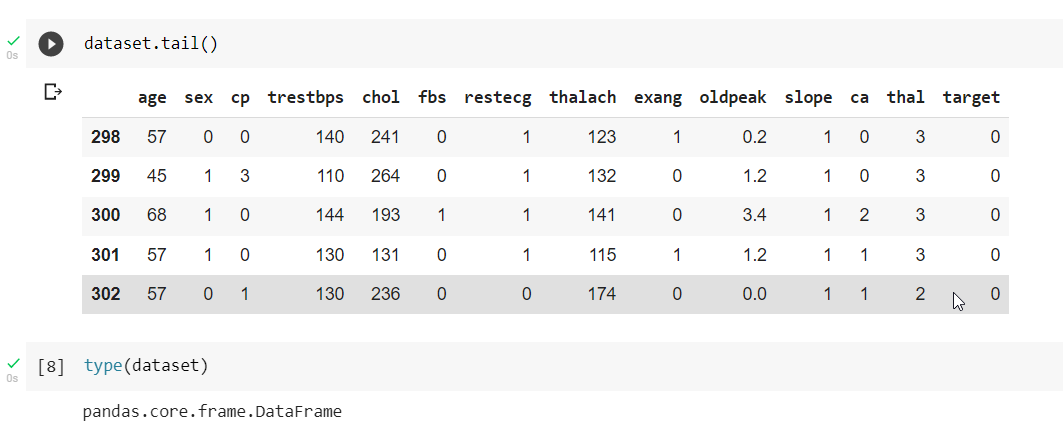 dataset.tail()
0s
age sex cp trestbps chol fbs restecg thalach exang oldpeak slope ca thal target
298 57 0 0 140 241 0 1 123 1 0.2 1 0 3 0
299 45 1 3 110 264 0 1 132 0 1.2 1 0 3 0
300 68 1 0 144 193 1 1 141 0 3.4 1 2 3 0
301 57 1 0 130 131 0 1 115 1 1.2 1 1 3 0
302 57 0 1 130 236 0 0 174 0 0.0 1 1 2 0
[8] type(dataset)
0s
pandas.core.frame.DataFrame